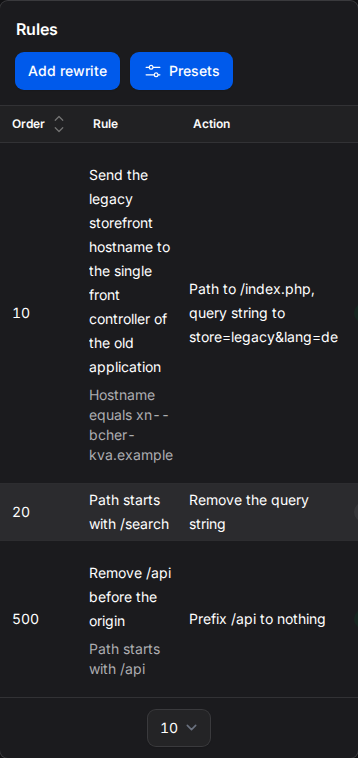 Rules
Add rewrite
Presets
Order
Rule
Action
10
Send the
legacy
storefront
hostname to
the single
front
controller of
the old
application
Hostname
equals xn--
bcher-
kva.example
Path to /index.php,
query string to
store=legacy&lang=de
20
Path starts
with /search
Remove the query
string
500
Remove /api
before the
origin
Path starts
with /api
Prefix /api to nothing
10